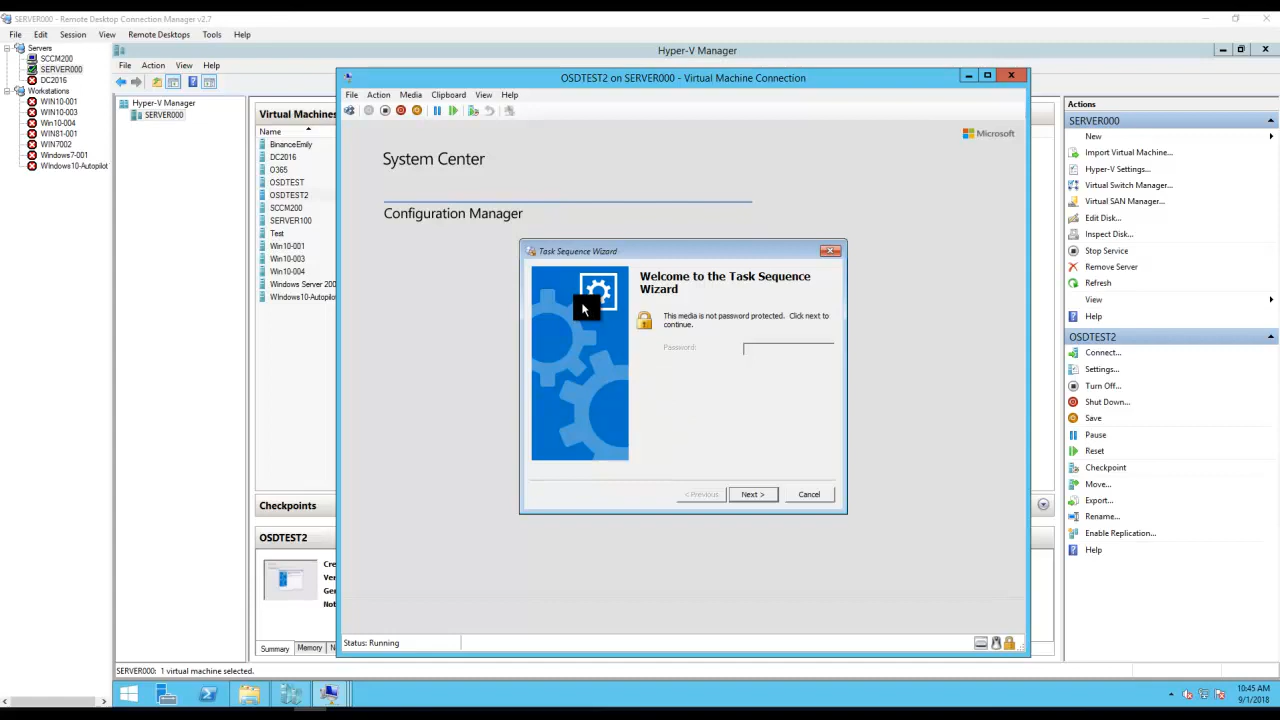 SERVER000 - Remote Desktop Connection Manager v2.7
File Edit Session View Remote Desktops Tools Help
Servers
SCCM200
SERVER000
DC2016
Workstations
WIN10-001
WIN10-003
Win10-004
WIN81-001
WIN7002
Windows7-001
Windows10-Autopilot
Hyper-V Manager
File Action View Help
Hyper-V Manager
SERVER000
Virtual Machines
Name
BinanceEmily
DC2016
O365
OSDTEST
OSDTEST2
SCCM200
SERVER100
Test
Win10-001
Win10-003
Win10-004
Windows Server 200
WIndows10-Autopilo
Checkpoints
OSDTEST2
Cre
Ver
Ger
Not
Summary Memory N
SERVER000: 1 virtual machine selected.
OSDTEST2 on SERVER000 - Virtual Machine Connection
File Action Media Clipboard View Help
Microsoft
System Center
Configuration Manager
Task Sequence Wizard
Welcome to the Task Sequence
Wizard
This media is not password protected. Click next to
continue.
Password:
< Previous Next > Cancel
Status: Running
Actions
SERVER000
New
Import Virtual Machine...
Hyper-V Settings...
Virtual Switch Manager...
Virtual SAN Manager...
Edit Disk...
Inspect Disk...
Stop Service
Remove Server
Refresh
View
Help
OSDTEST2
Connect...
Settings...
Turn Off...
Shut Down...
Save
Pause
Reset
Checkpoint
Move...
Export...
Rename...
Enable Replication...
Help
10:45 AM
9/1/2018